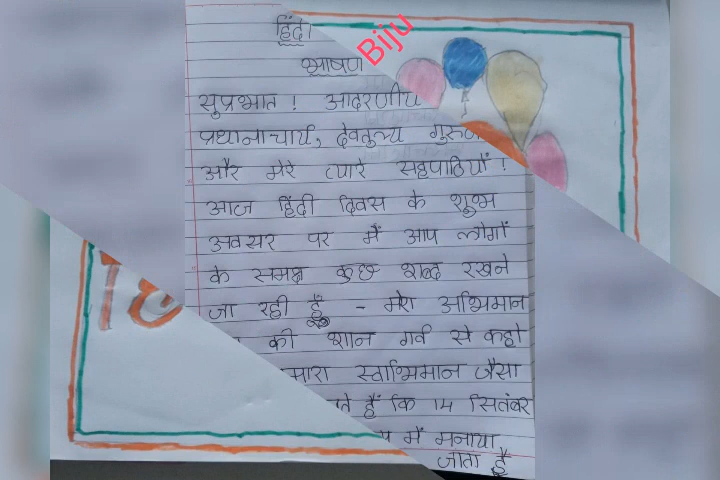 हिंदी
Biju
भाषण
सुप्रभात ! आदरणीय
प्रधानाचार्य, देवतुल्य
और मेरे प्यारे सहपाठियों !
आज हिंदी दिवस के शुभ
अवसर पर मैं आप लोगों
के समक्ष कुछ शब्द रखने
जा रही हूँ - मेरा अभिमान
की शान गर्व से कहो
स्वाभिमान जैसा
हैं कि 14 सितंबर
में मनाया
जाता है